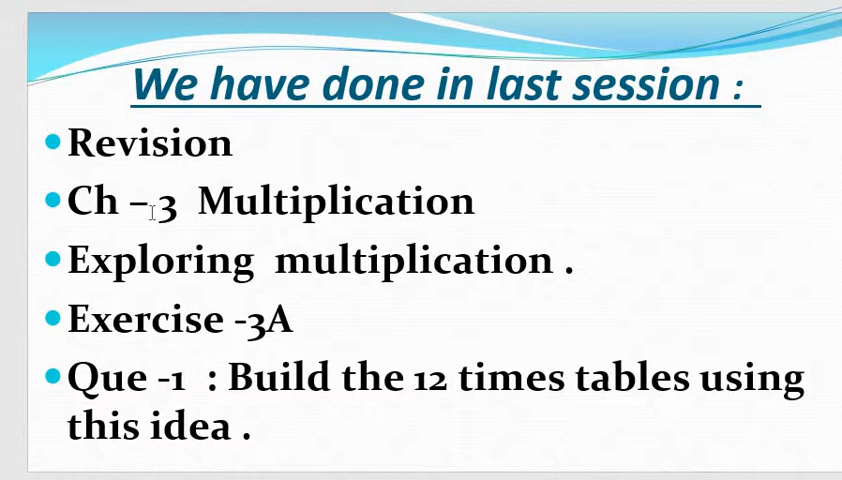 We have done in last session :
Revision
Ch – 3 Multiplication
Exploring multiplication .
Exercise -3A
Que -1 : Build the 12 times tables using
this idea .